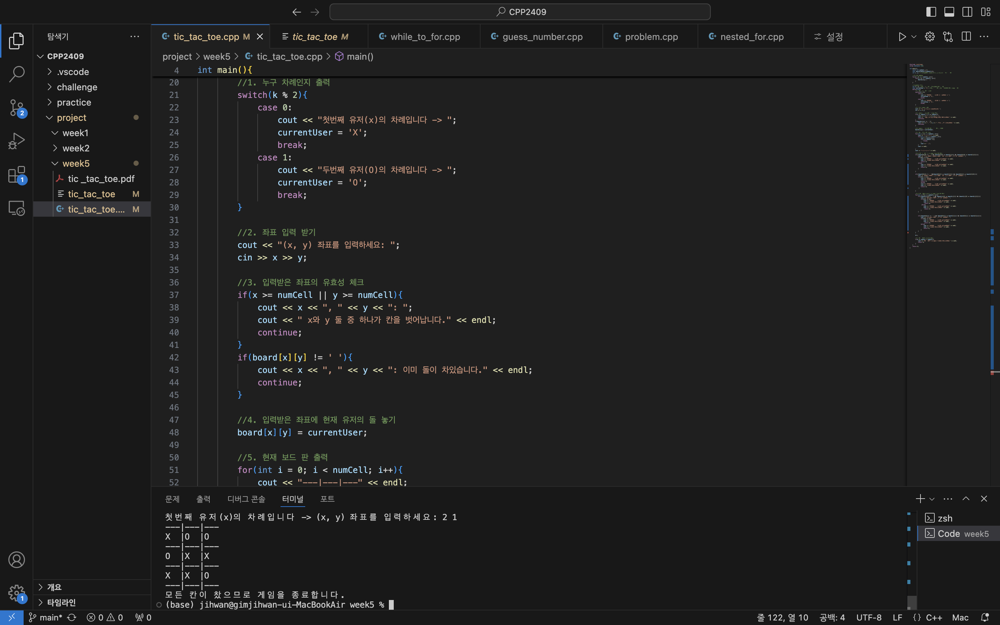 CPP2409
탐색기
tic_tac_toe.cpp M
tic_tac_toe M
while_to_for.cpp
guess_number.cpp
problem.cpp
nested_for.cpp
설정
CPP2409
.vscode
challenge
practice
project
week1
week2
week5
tic _tac_toe.pdf
tic_tac_toe M
tic_tac_toe.... M
개요
타임라인
2
1
1
project > week5 > tic_tac_toe.cpp > main()
4 int main(){
20 //1. 누구 차례인지 출력
21 switch(k % 2){
22 case 0:
23 cout << "첫번째 유저(x)의 차례입니다 -> ";
24 currentUser = 'X';
25 break;
26 case 1:
27 cout << "두번째 유저(O)의 차례입니다 -> ";
28 currentUser = 'O';
29 break;
30 }
31
32 //2. 좌표 입력 받기
33 cout << "(x, y) 좌표를 입력하세요: ";
34 cin >> x >> y;
35
36 //3. 입력받은 좌표의 유효성 체크
37 if(x >= numCell || y >= numCell){
38 cout << x << ", " << y << ": ";
39 cout << " x와 y 둘 중 하나가 칸을 벗어납니다." << endl;
40 continue;
41 }
42 if(board[x][y] != ' '){
43 cout << x << ", " << y << ": 이미 돌이 차있습니다." << endl;
44 continue;
45 }
46
47 //4. 입력받은 좌표에 현재 유저의 돌 놓기
48 board[x][y] = currentUser;
49
50 //5. 현재 보드 판 출력
51 for(int i = 0; i < numCell; i++){
52 cout << "---|---|---" << endl;
문제 출력 디버그 콘솔 터미널 포트
첫번째 유저(x)의 차례입니다 -> (x, y) 좌표를 입력하세요: 2 1
---|---|---
X  |O  |O
---|---|---
O  |X  |X
---|---|---
X  |X  |O
---|---|---
모든 칸이 찼으므로 게임을 종료합니다.
(base) jihwan@gimjihwan-ui-MacBookAir week5 %
zsh
Code week5
main* 0 0 0 줄 122, 열 10 공백: 4 UTF-8 LF {} C++ Mac